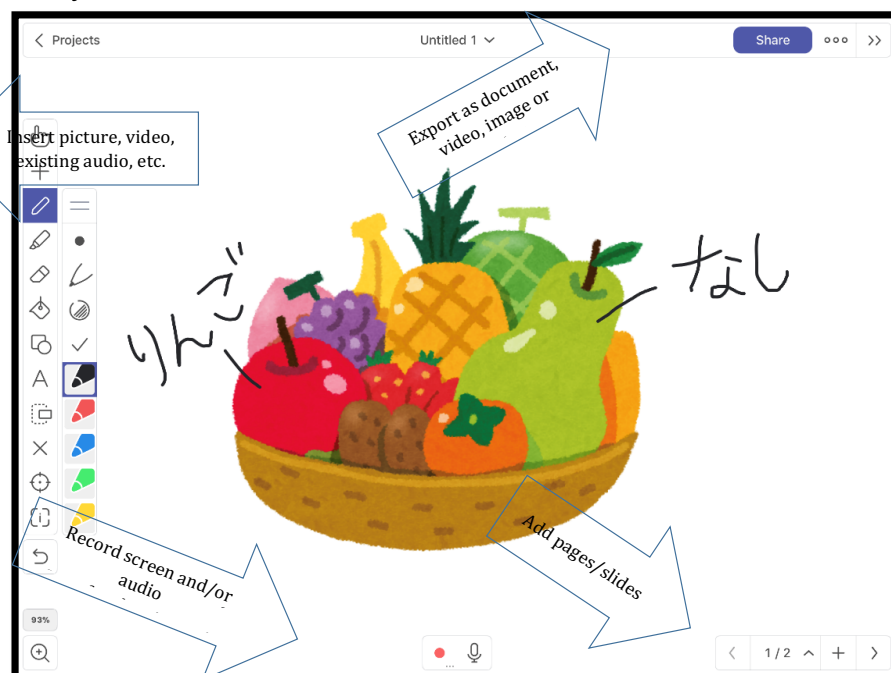 Projects
Untitled 1
Share
Export as document,
video, image or
Insert picture, video,
existing audio, etc.
りんご
なし
Add pages/slides
Record screen and/or
audio
93%
1 / 2